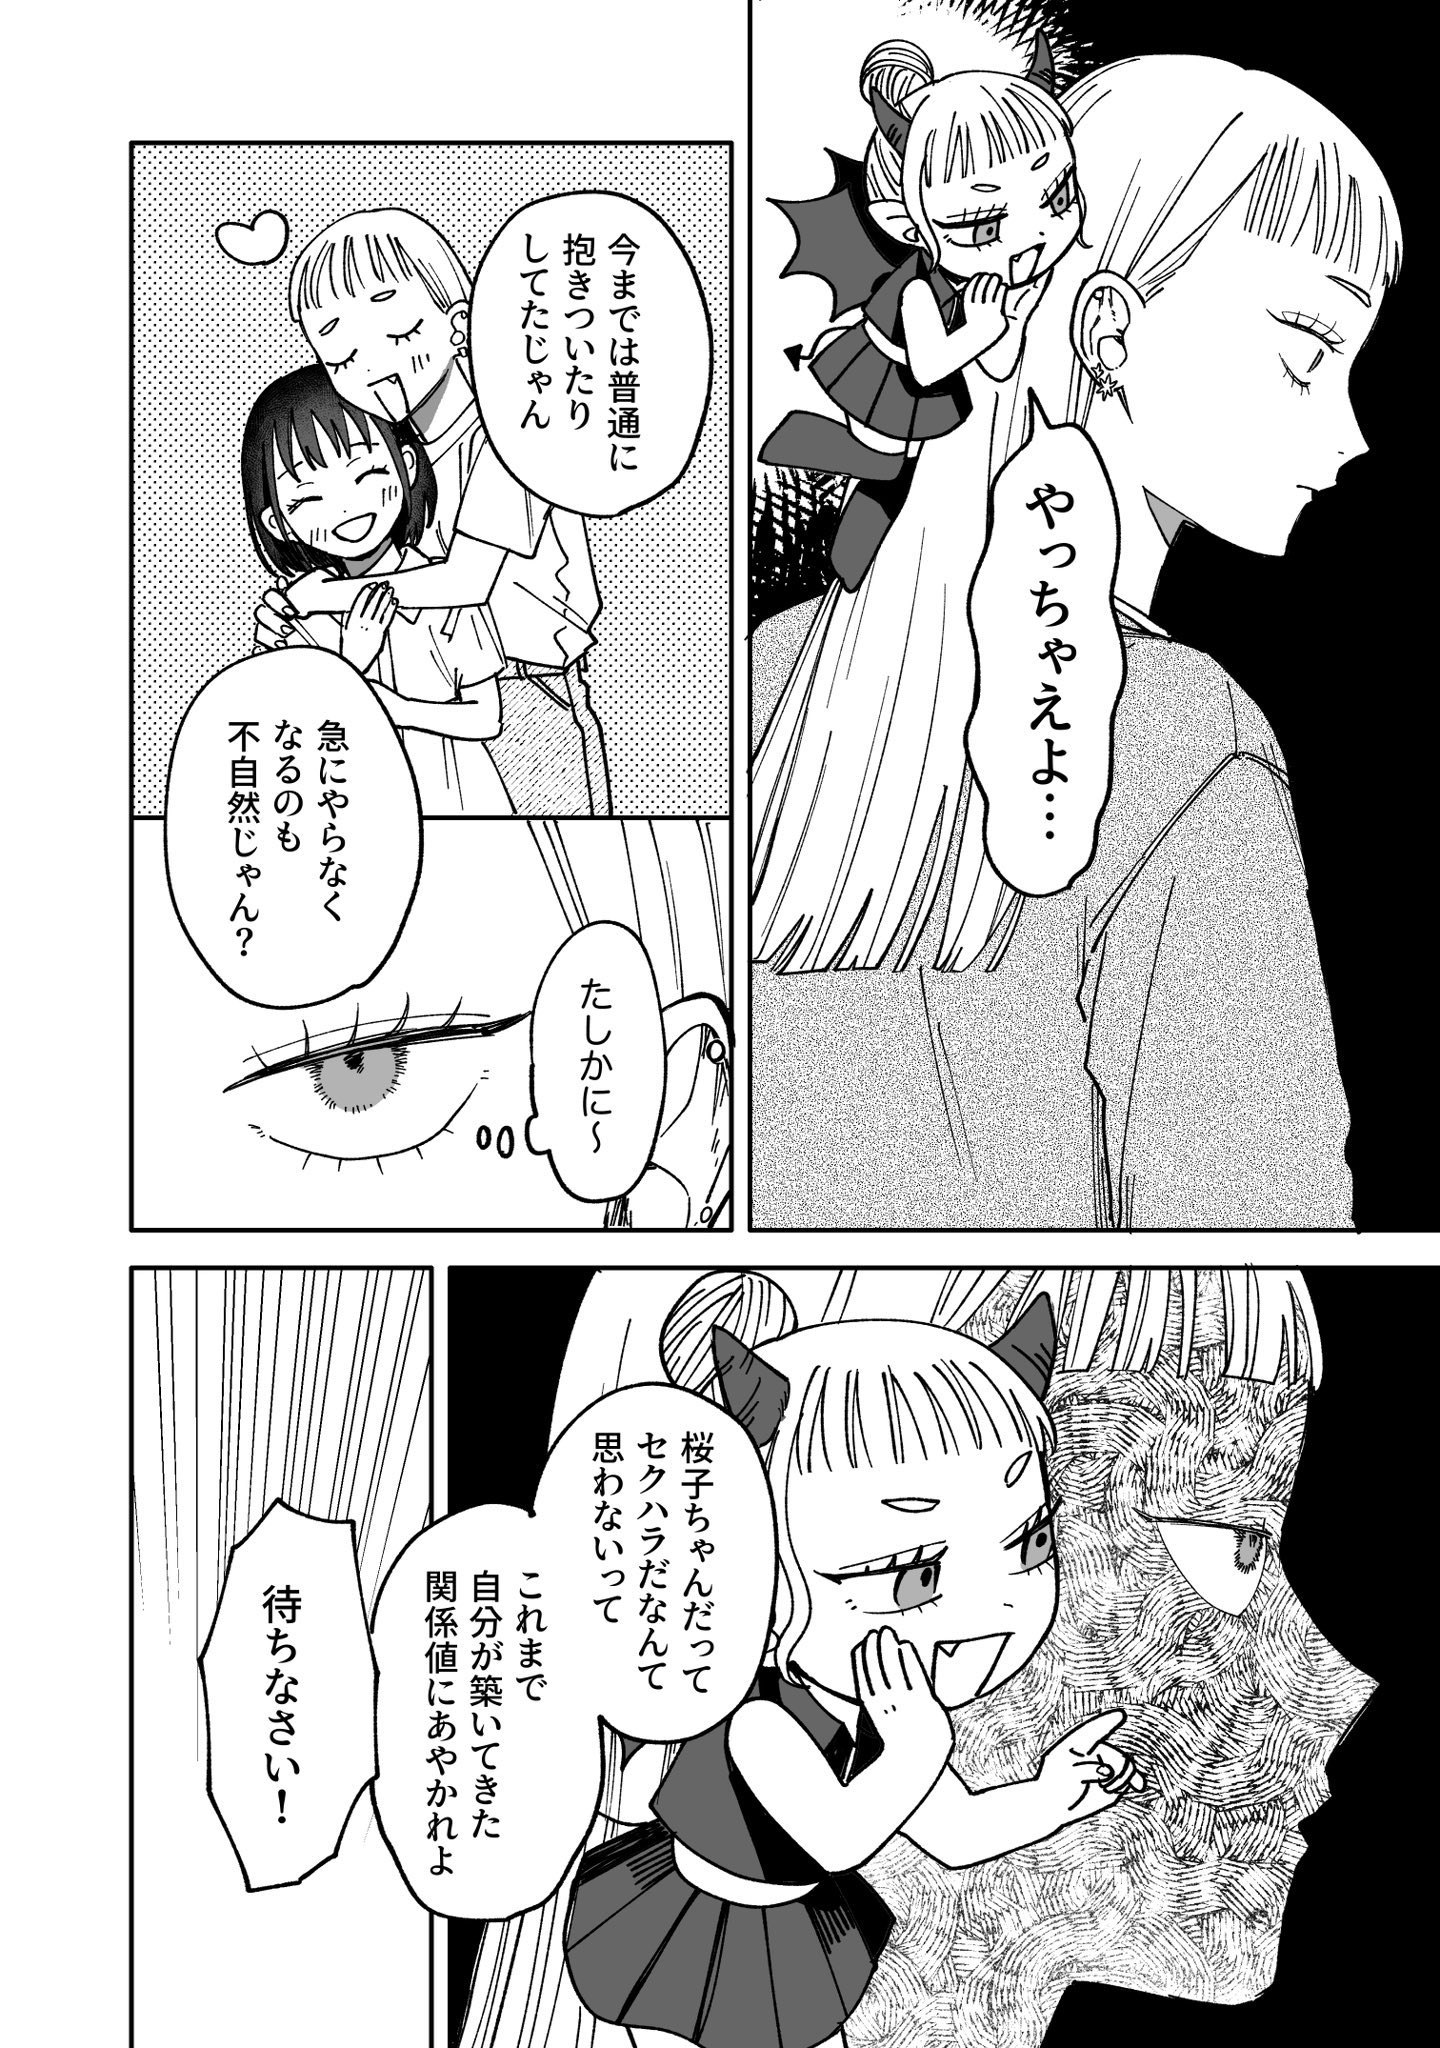 やっちゃえよ…
今までは普通に
抱きついたり
してたじゃん
急にやらなく
なるのも
不自然じゃん？
たしかに～
桜子ちゃんだって
セクハラだなんて
思わないって
これまで
自分が築いてきた
関係値にあやかれよ
待ちなさい！